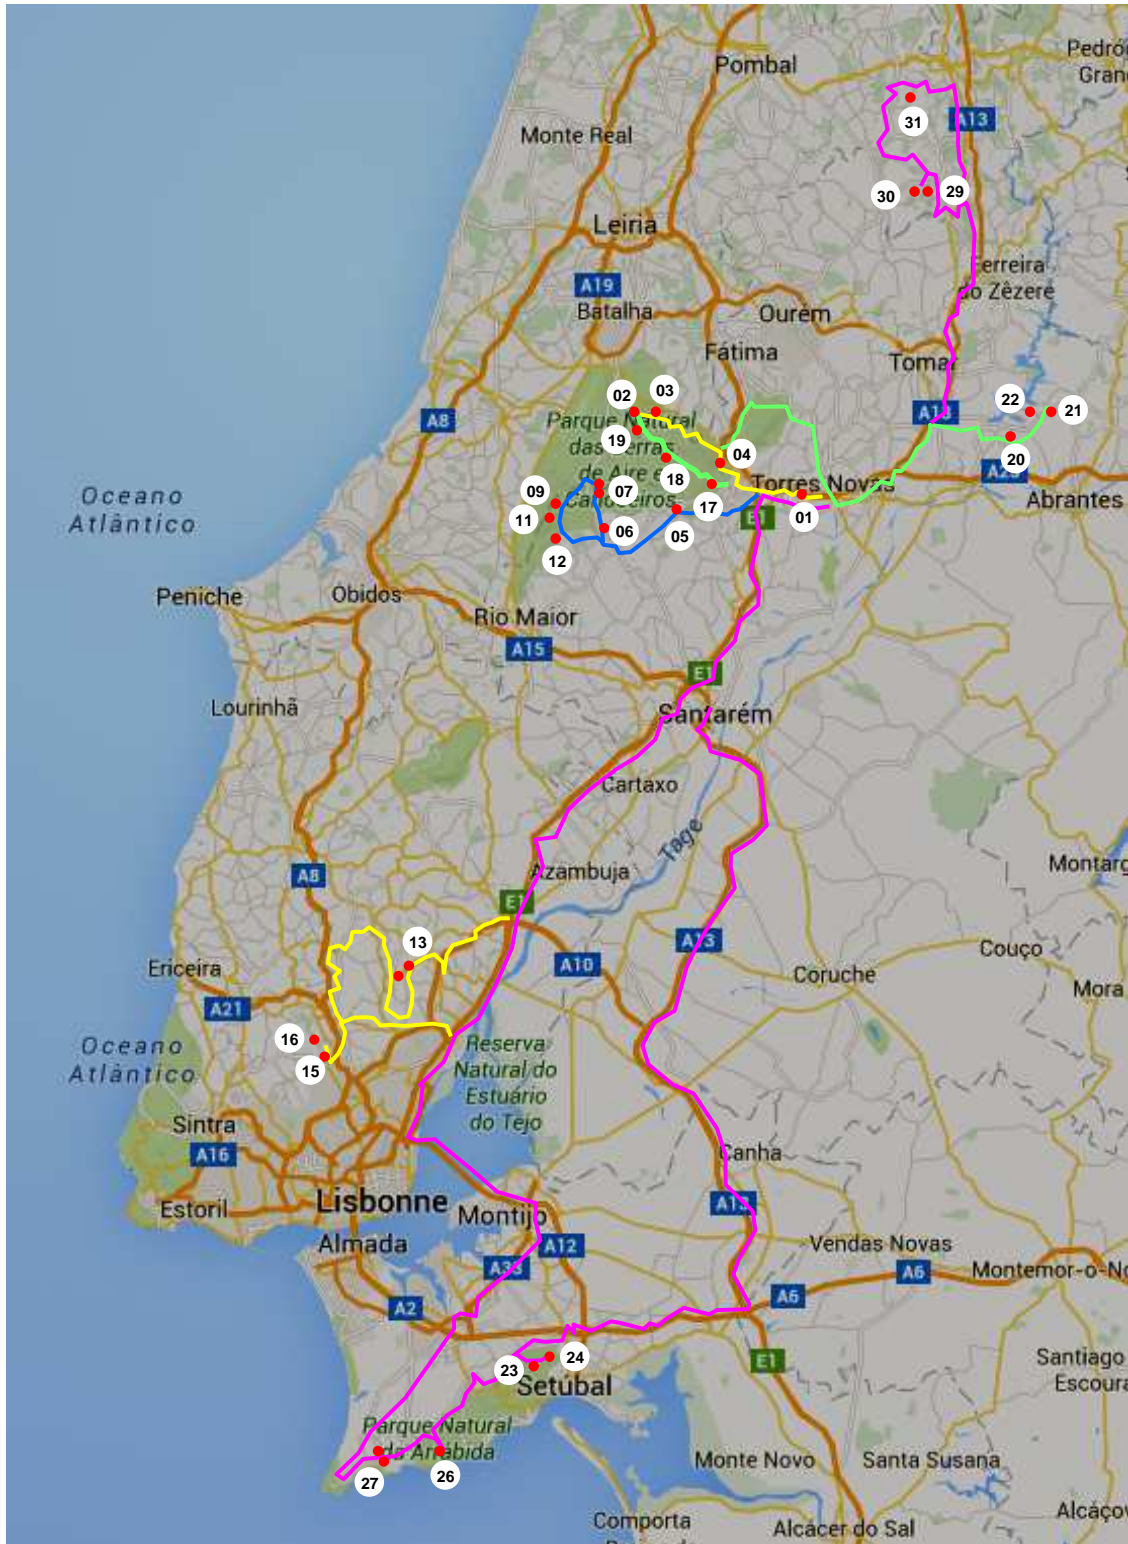 Pombal
Pedróg
Gran
Monte Real
31
A13
30
29
Leiria
Ferreira
do Zêzere
A19
Batalha
Ourém
Fátima
Tomar
02
03
22
21
A8
A13
Parque Natural
das Serras
de Aire e
Candeeiros
19
04
20
18
Torres Novas
A23
Abrantes
Oceano
Atlântico
09
07
17
01
11
06
05
E1
12
Peniche
Óbidos
Rio Maior
A15
E1
Lourinhã
Santarém
Cartaxo
Tage
Azambuja
Montarg
A8
E1
13
A13
Couço
Ericeira
A10
Coruche
Mora
A21
16
15
Oceano
Atlântico
Reserva
Natural do
Estuário
do Tejo
Sintra
A16
Canha
Estoril
Lisbonne
Montijo
A13
Almada
A12
Vendas Novas
A33
A6
Montemor-o-No
A2
A6
23
24
E1
Santiago
Escoura
Setúbal
Parque Natural
da Arrábida
27
26
Monte Novo
Santa Susana
Comporta
Alcácer do Sal
Alcáçov